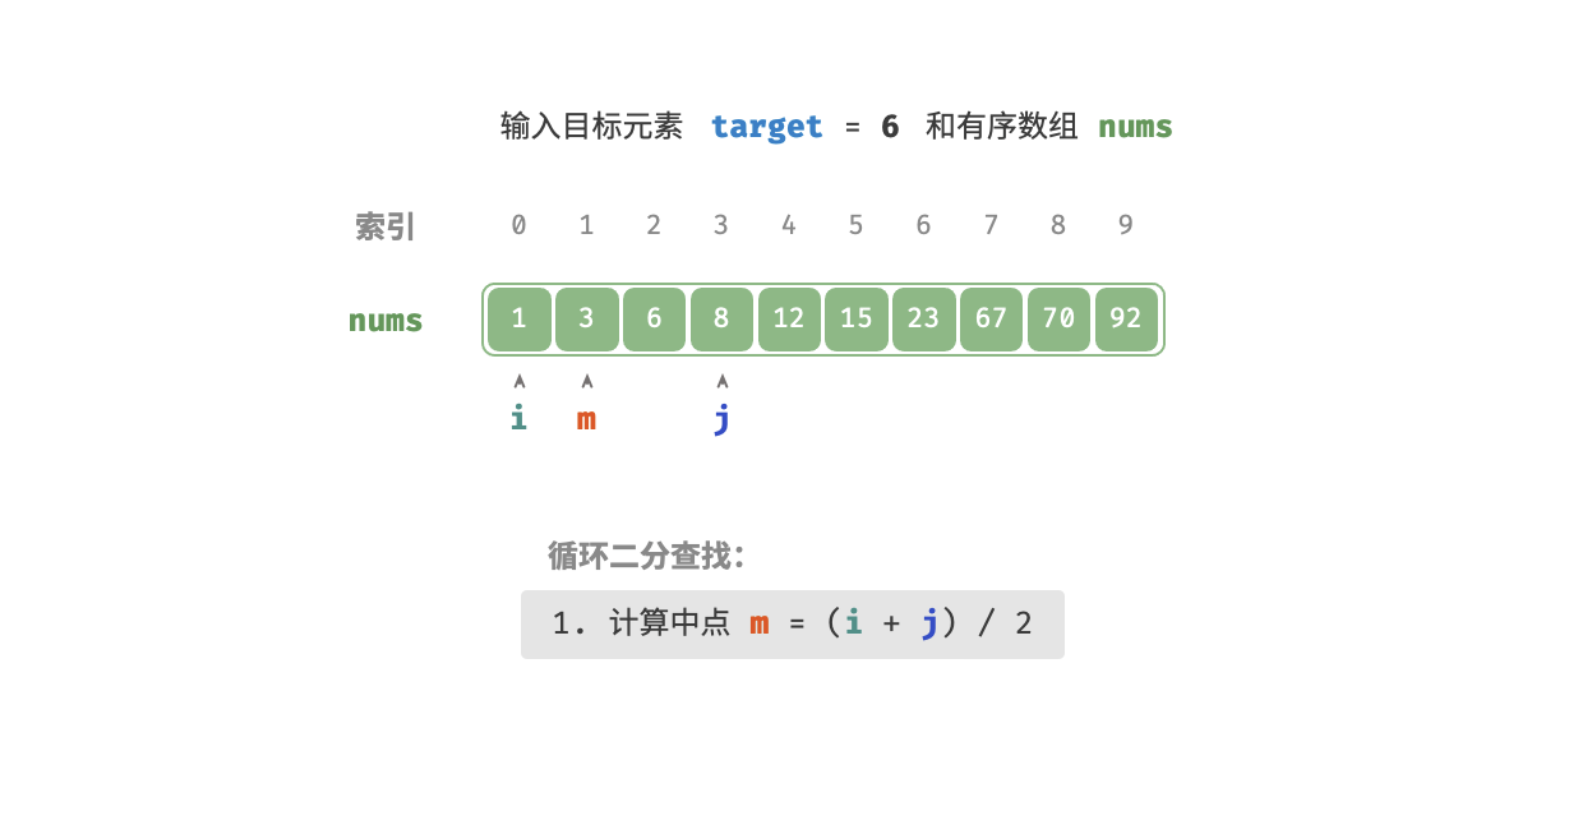 输入目标元素 target = 6 和有序数组 nums
索引 0 1 2 3 4 5 6 7 8 9
nums 1 3 6 8 12 15 23 67 70 92
i m j
循环二分查找：
1. 计算中点 m = (i + j) / 2